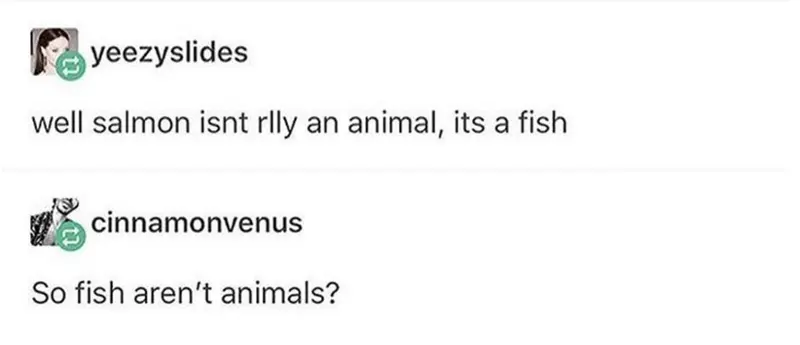 yeezyslides
well salmon isnt rlly an animal, its a fish
cinnamonvenus
So fish aren't animals?